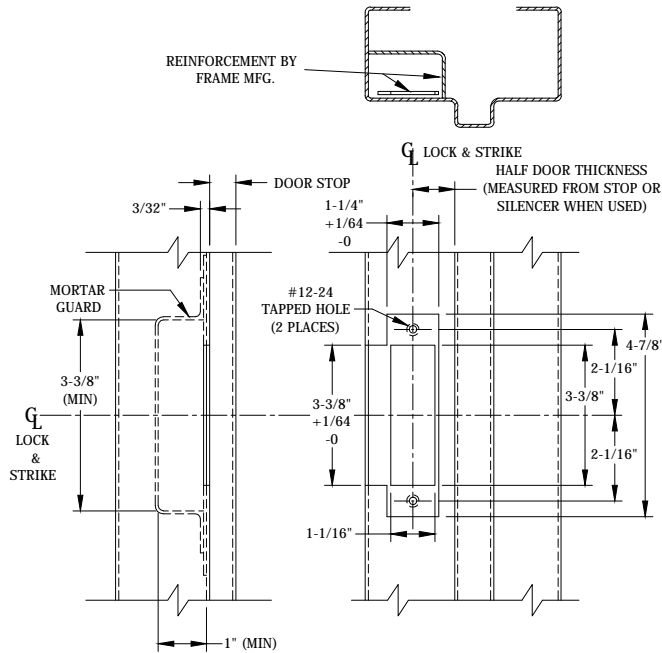 REINFORCEMENT BY
FRAME MFG.
CL LOCK & STRIKE
HALF DOOR THICKNESS
(MEASURED FROM STOP OR
SILENCER WHEN USED)
DOOR STOP
3/32"
1-1/4"
+1/64
-0
MORTAR
GUARD
#12-24
TAPPED HOLE
(2 PLACES)
4-7/8"
2-1/16"
3-3/8"
(MIN)
3-3/8"
3-3/8"
+1/64
-0
CL
LOCK
&
STRIKE
2-1/16"
1-1/16"
1" (MIN)